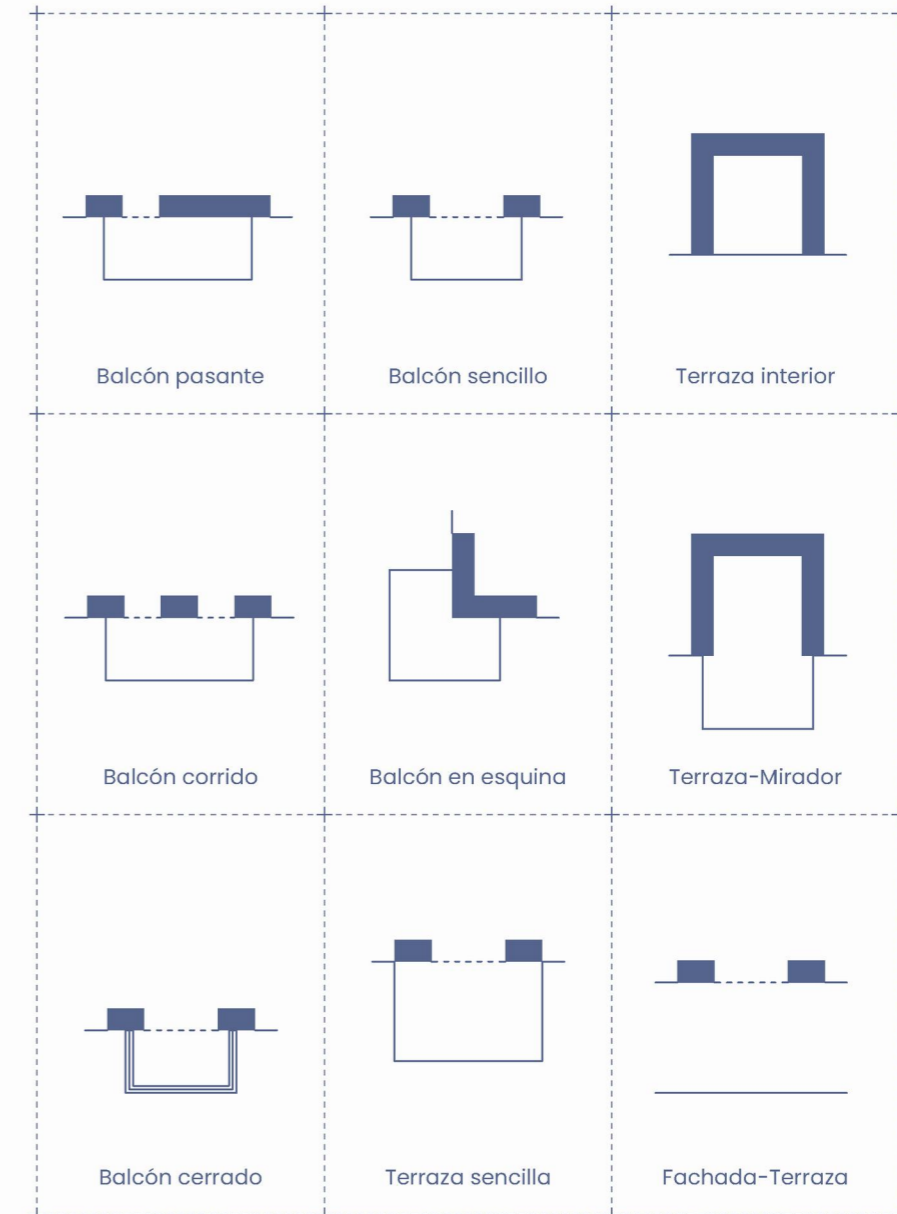 Balcón pasante
Balcón sencillo
Terraza interior
Balcón corrido
Balcón en esquina
Terraza-Mirador
Balcón cerrado
Terraza sencilla
Fachada-Terraza